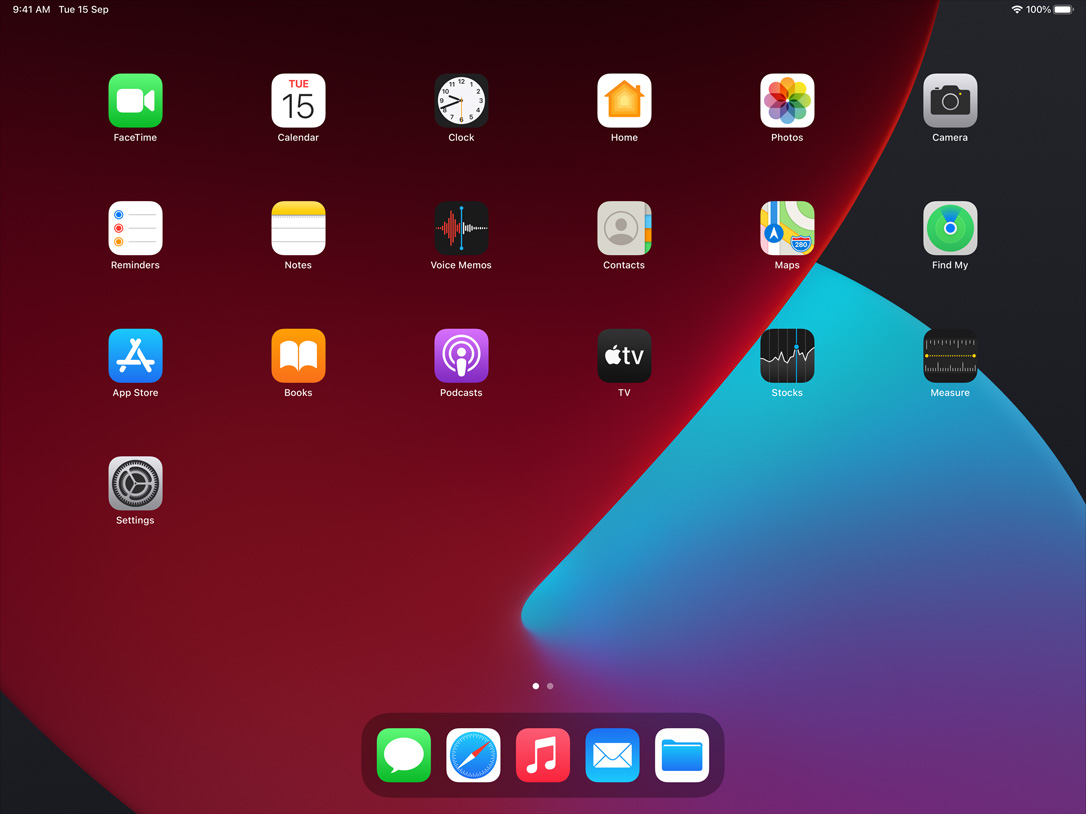 9:41 AM Tue 15 Sep 100%
TUE
15
FaceTime Calendar Clock Home Photos Camera
280
Reminders Notes Voice Memos Contacts Maps Find My
tv
App Store Books Podcasts TV Stocks Measure
Settings